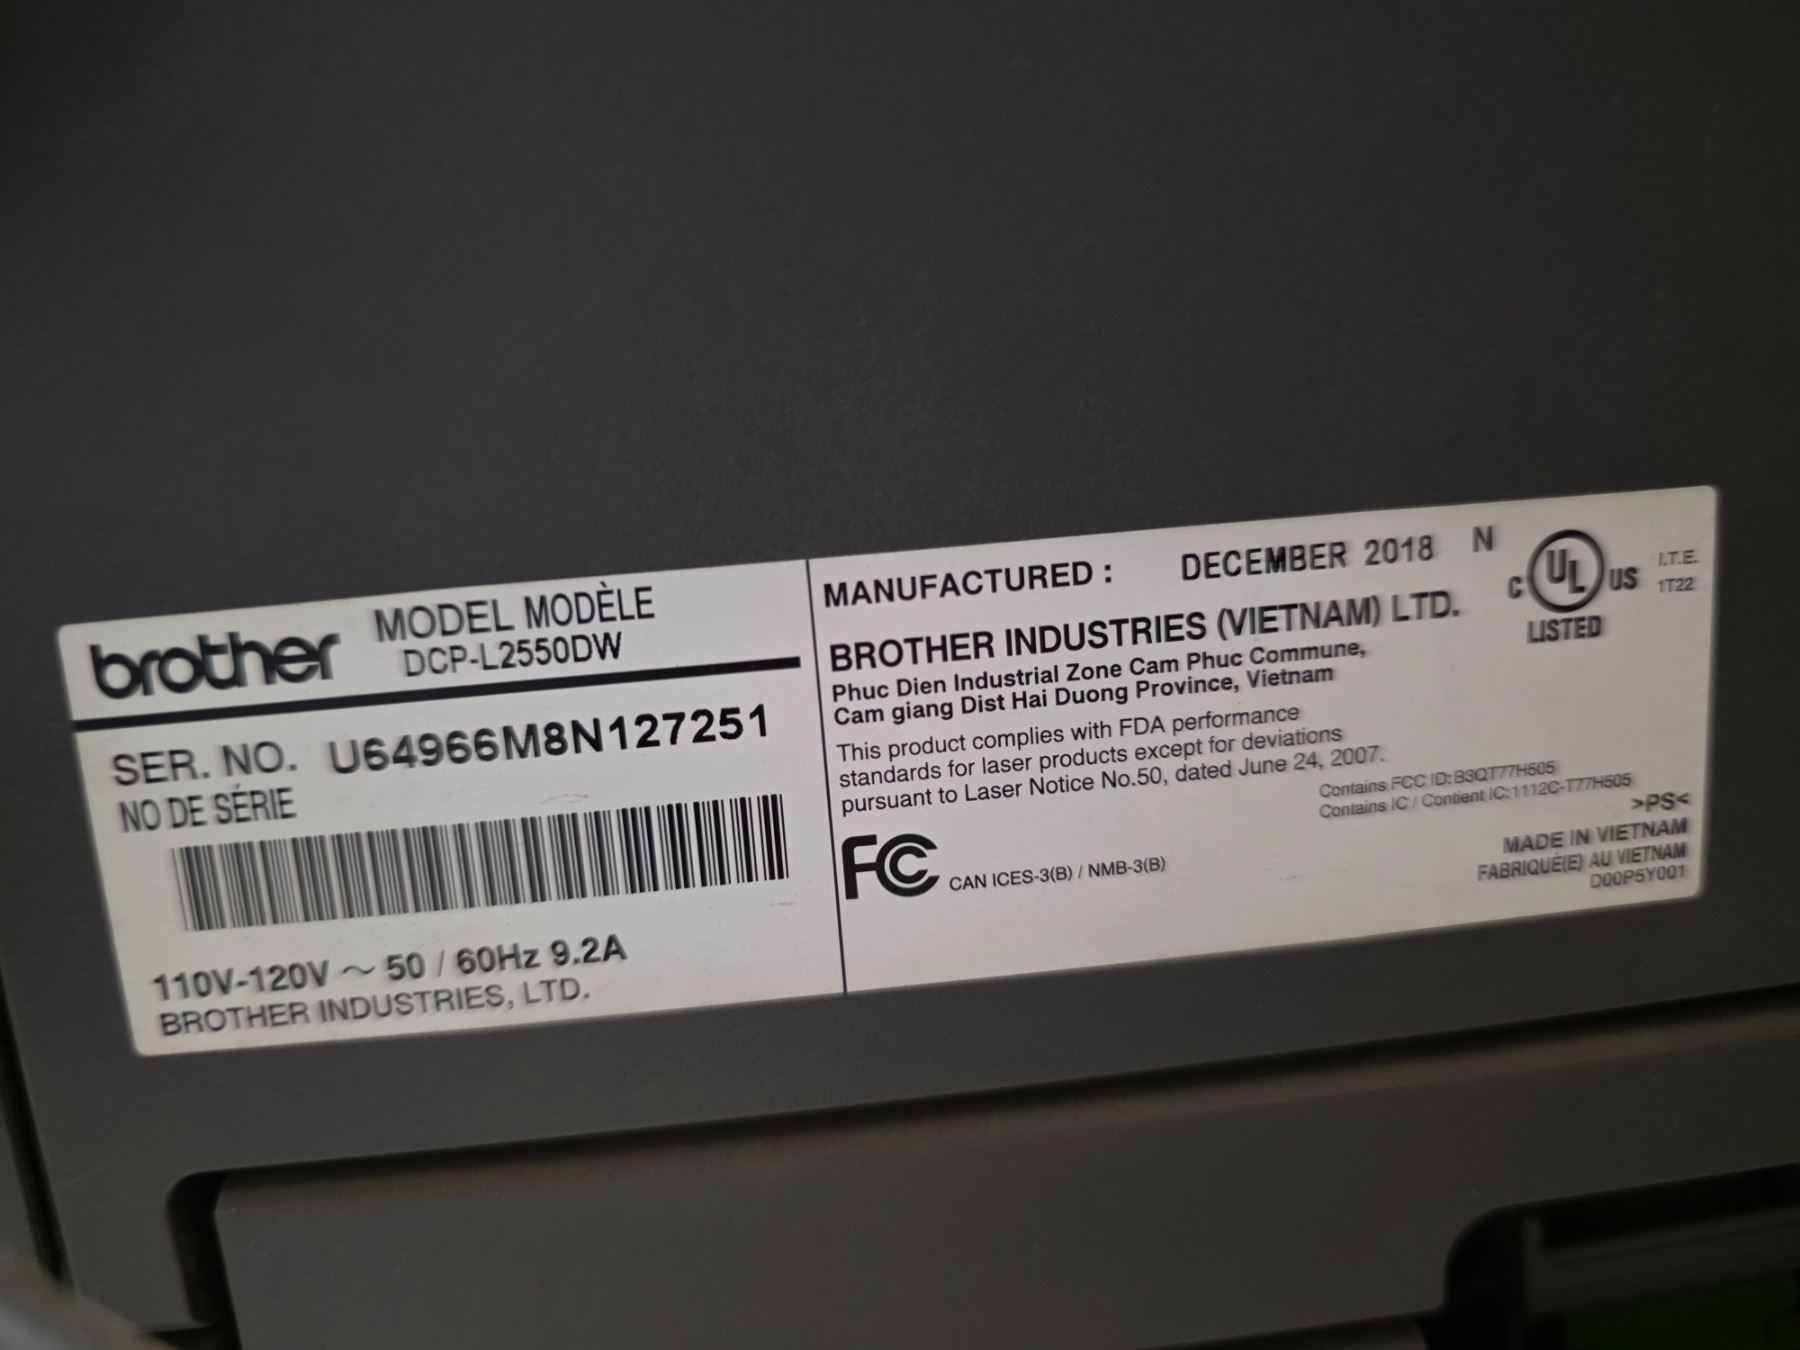 brother
MODEL MODÈLE
DCP-L2550DW
SER. NO. U64966M8N127251
NO DE SÉRIE
110V-120V ~ 50 / 60Hz 9.2A
BROTHER INDUSTRIES, LTD.
MANUFACTURED : DECEMBER 2018 N
BROTHER INDUSTRIES (VIETNAM) LTD.
Phuc Dien Industrial Zone Cam Phuc Commune,
Cam giang Dist Hai Duong Province, Vietnam
This product complies with FDA performance
standards for laser products except for deviations
pursuant to Laser Notice No.50, dated June 24, 2007.
C UL US
LISTED
I.T.E.
1T22
Contains FCC ID: B3QT77H505
Contains IC / Contient IC: 1112C-T77H505
>PS<
FC CAN ICES-3(B) / NMB-3(B)
MADE IN VIETNAM
FABRIQUÉ(E) AU VIETNAM
D00P5Y001